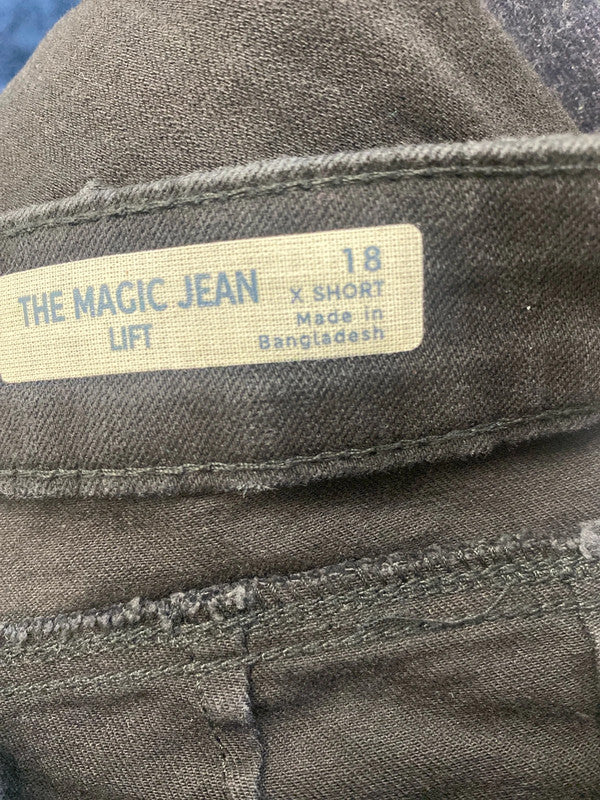 THE MAGIC JEAN
LIFT
18
X SHORT
Made in
Bangladesh